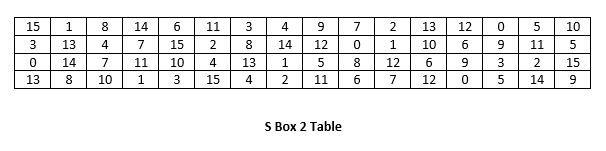 15 1 8 14 6 11 3 4 9 7 2 13 12 0 5 10
3 13 4 7 15 2 8 14 12 0 1 10 6 9 11 5
0 14 7 11 10 4 13 1 5 8 12 6 9 3 2 15
13 8 10 1 3 15 4 2 11 6 7 12 0 5 14 9
S Box 2 Table